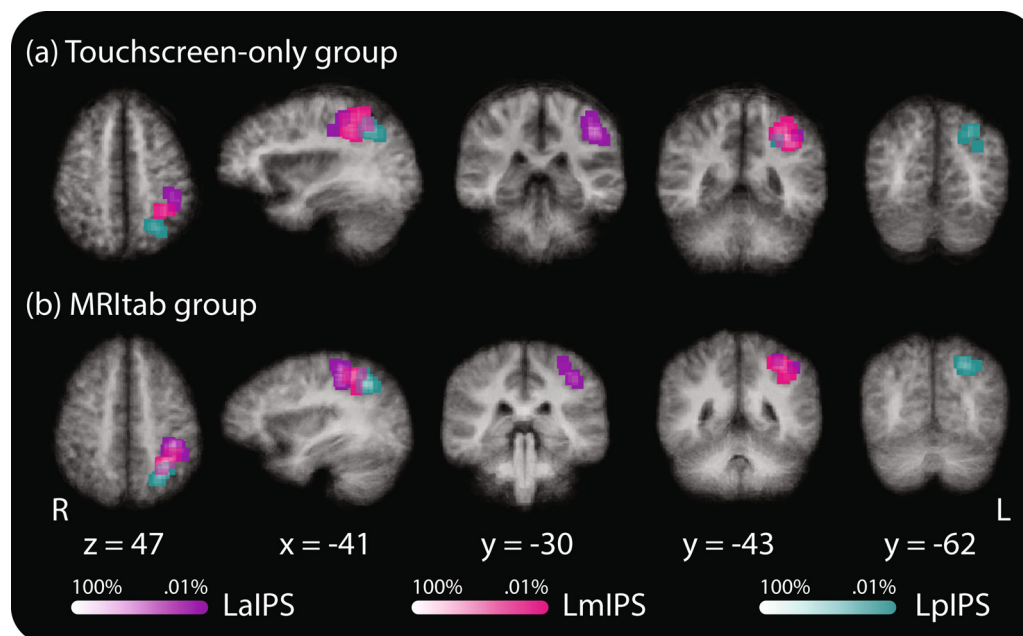 (a) Touchscreen-only group
(b) MRItab group
R L
z = 47 x = -41 y = -30 y = -43 y = -62
100% .01% LaIPS 100% .01% LmIPS 100% .01% LpIPS